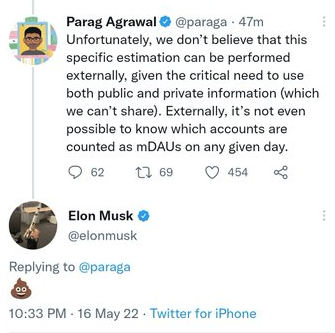 Parag Agrawal @paraga · 47m
Unfortunately, we don't believe that this
specific estimation can be performed
externally, given the critical need to use
both public and private information (which
we can't share). Externally, it's not even
possible to know which accounts are
counted as mDAUs on any given day.
62 69 454
Elon Musk
@elonmusk
Replying to @paraga
💩
10:33 PM · 16 May 22 · Twitter for iPhone